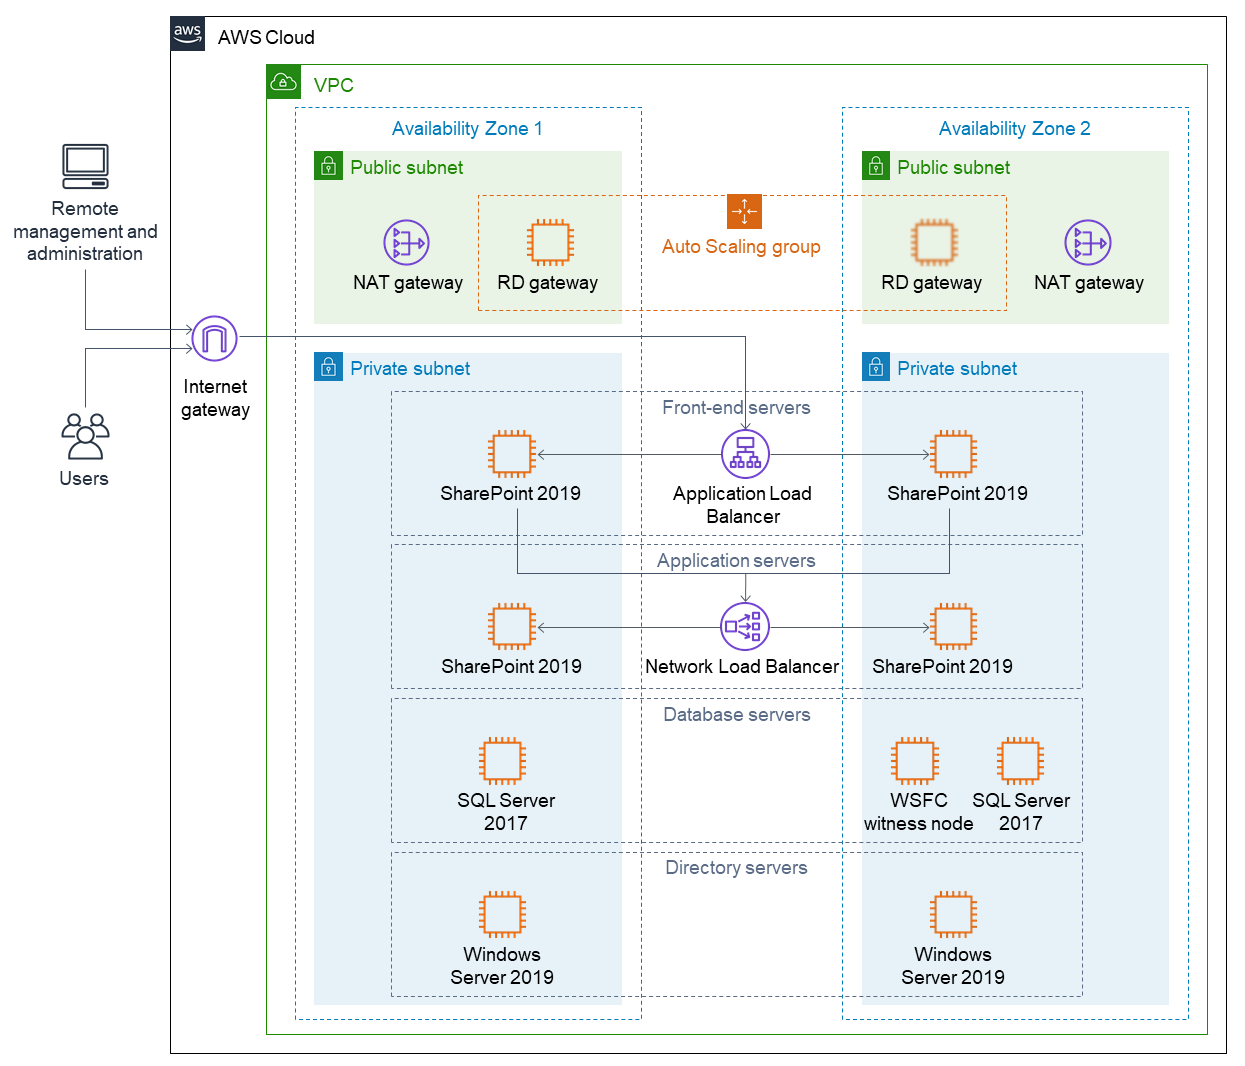 aws
AWS Cloud
VPC
Availability Zone 1
Availability Zone 2
Public subnet
Public subnet
Auto Scaling group
NAT gateway
RD gateway
RD gateway
NAT gateway
Remote
management and
administration
Internet
gateway
Users
Private subnet
Private subnet
Front-end servers
SharePoint 2019
Application Load
Balancer
SharePoint 2019
Application servers
SharePoint 2019
Network Load Balancer
SharePoint 2019
Database servers
SQL Server
2017
WSFC
witness node
SQL Server
2017
Directory servers
Windows
Server 2019
Windows
Server 2019